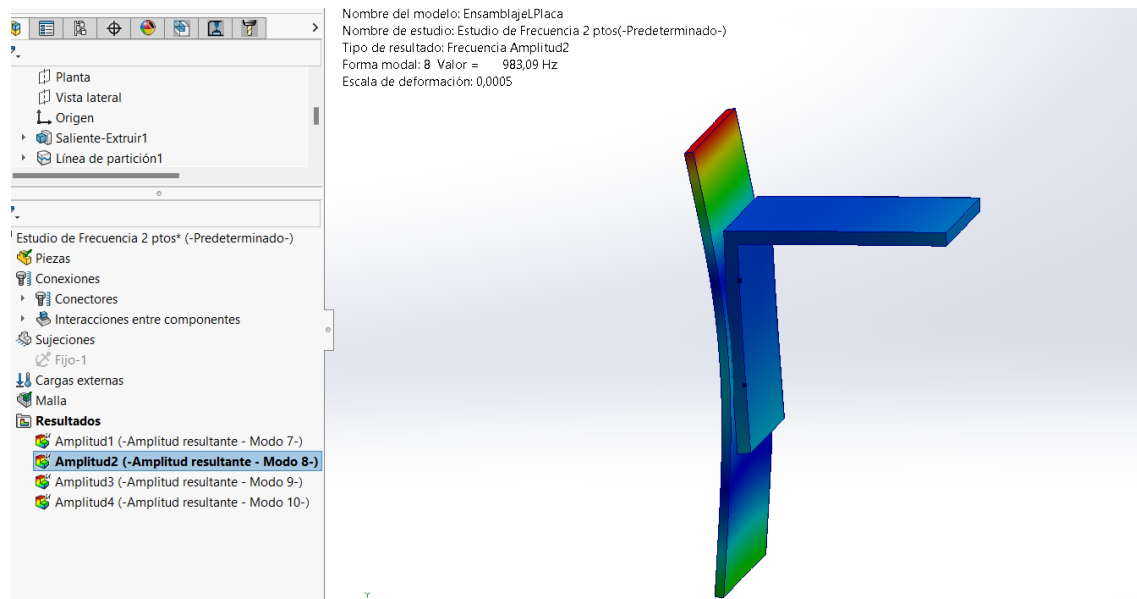 Nombre del modelo: EnsamblajeLPlaca
Nombre de estudio: Estudio de Frecuencia 2 ptos(-Predeterminado-)
Tipo de resultado: Frecuencia Amplitud2
Forma modal: 8 Valor = 983,09 Hz
Escala de deformación: 0,0005
Planta
Vista lateral
Origen
Saliente-Extruir1
Línea de partición1
Estudio de Frecuencia 2 ptos* (-Predeterminado-)
Piezas
Conexiones
Conectores
Interacciones entre componentes
Sujeciones
Fijo-1
Cargas externas
Malla
Resultados
Amplitud1 (-Amplitud resultante - Modo 7-)
Amplitud2 (-Amplitud resultante - Modo 8-)
Amplitud3 (-Amplitud resultante - Modo 9-)
Amplitud4 (-Amplitud resultante - Modo 10-)
Y